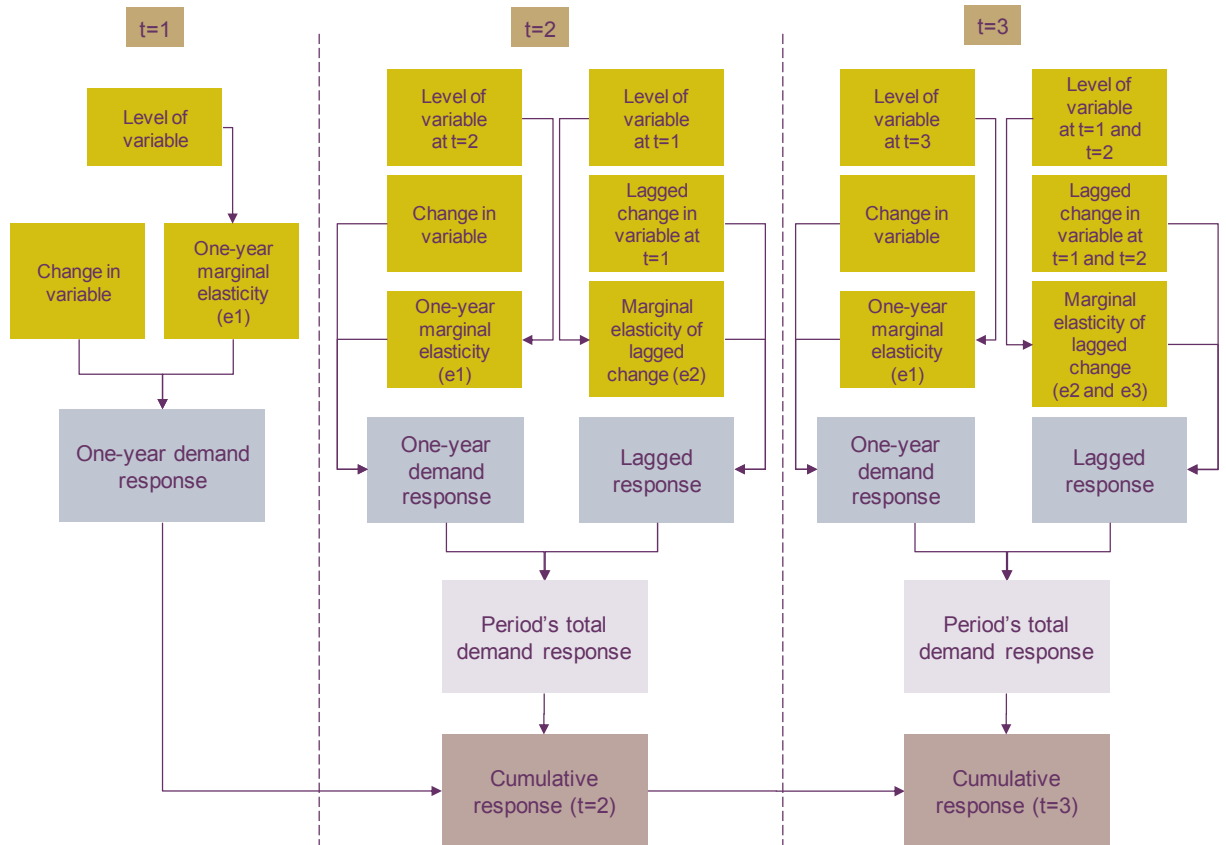 t=1
Level of
variable
Change in
variable
One-year
marginal
elasticity
(e1)
One-year demand
response
t=2
Level of
variable
at t=2
Level of
variable
at t=1
Change in
variable
Lagged
change in
variable at
t=1
One-year
marginal
elasticity
(e1)
Marginal
elasticity of
lagged
change (e2)
One-year
demand
response
Lagged
response
Period's total
demand response
Cumulative
response (t=2)
t=3
Level of
variable
at t=3
Level of
variable
at t=1 and
t=2
Change in
variable
Lagged
change in
variable at
t=1 and t=2
One-year
marginal
elasticity
(e1)
Marginal
elasticity of
lagged
change
(e2 and e3)
One-year
demand
response
Lagged
response
Period's total
demand response
Cumulative
response (t=3)